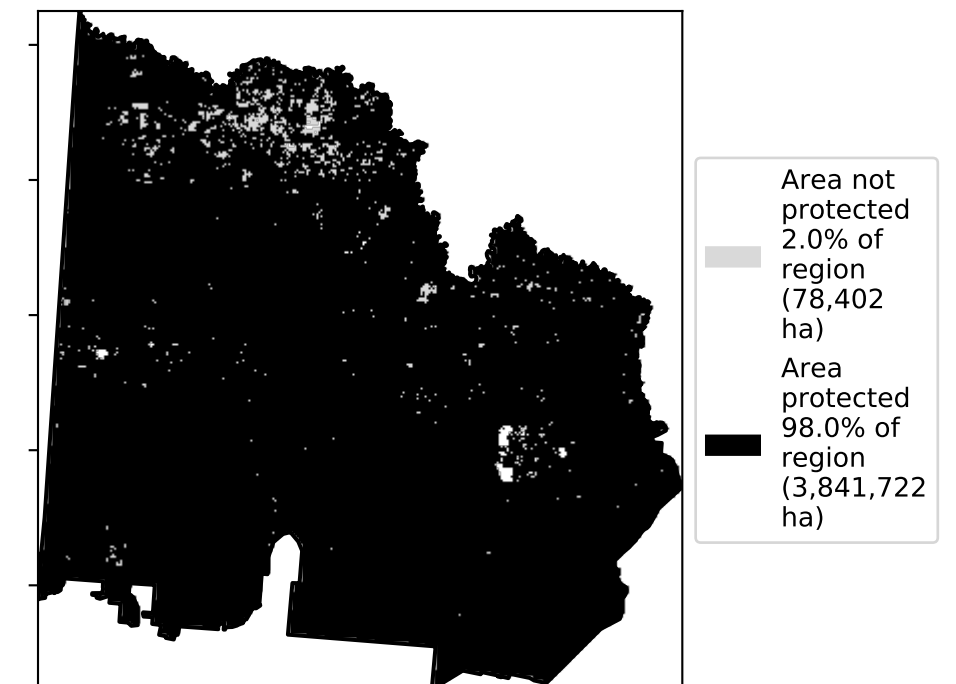 Area not
protected
2.0% of
region
(78,402
ha)
Area
protected
98.0% of
region
(3,841,722
ha)